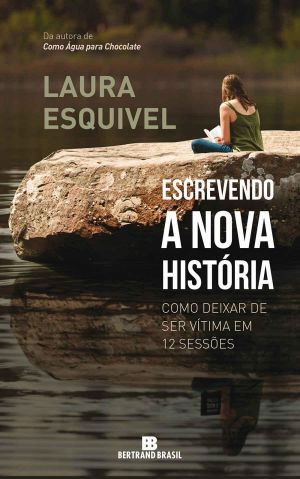 Da autora de
Como Água para Chocolate
LAURA
ESQUIVEL
ESCREVENDO
A NOVA
HISTÓRIA
COMO DEIXAR DE
SER VÍTIMA EM
12 SESSÕES
B
BERTRAND BRASIL